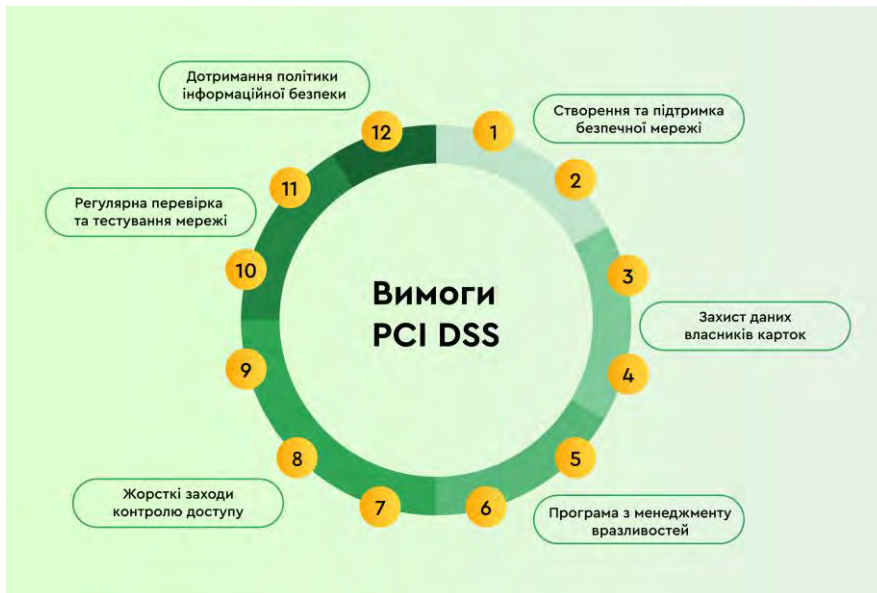 Вимоги
PCI DSS
1
2
Створення та підтримка
безпечної мережі
3
4
Захист даних
власників карток
5
6
Програма з менеджменту
вразливостей
7
8
9
Жорсткі заходи
контролю доступу
10
11
Регулярна перевірка
та тестування мережі
12
Дотримання політики
інформаційної безпеки